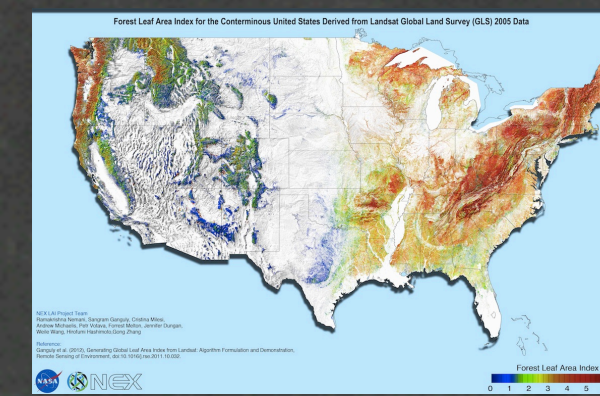 Forest Leaf Area Index for the Conterminous United States Derived from Landsat Global Land Survey (GLS) 2005 Data
NEX LAI Project Team
Ramakrishna Nemani, Sangram Ganguly, Cristina Milesi,
Andrew Michaelis, Petr Votava, Forrest Melton, Jennifer Dungan,
Weile Wang, Hirofumi Hashimoto, Gong Zhang
Reference:
Ganguly et al. (2012), Generating Global Leaf Area Index from Landsat: Algorithm Formulation and Demonstration,
Remote Sensing of Environment, doi:10.1016/j.rse.2011.10.032.
NASA NEX
Forest Leaf Area Index
0 1 2 3 4 5